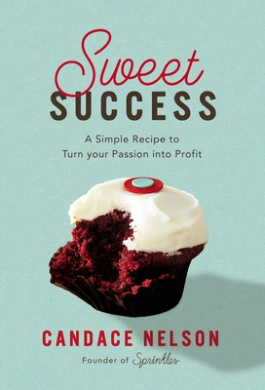 Sweet
SUCCESS
A Simple Recipe to
Turn your Passion into Profit
CANDACE NELSON
Founder of Sprinkles